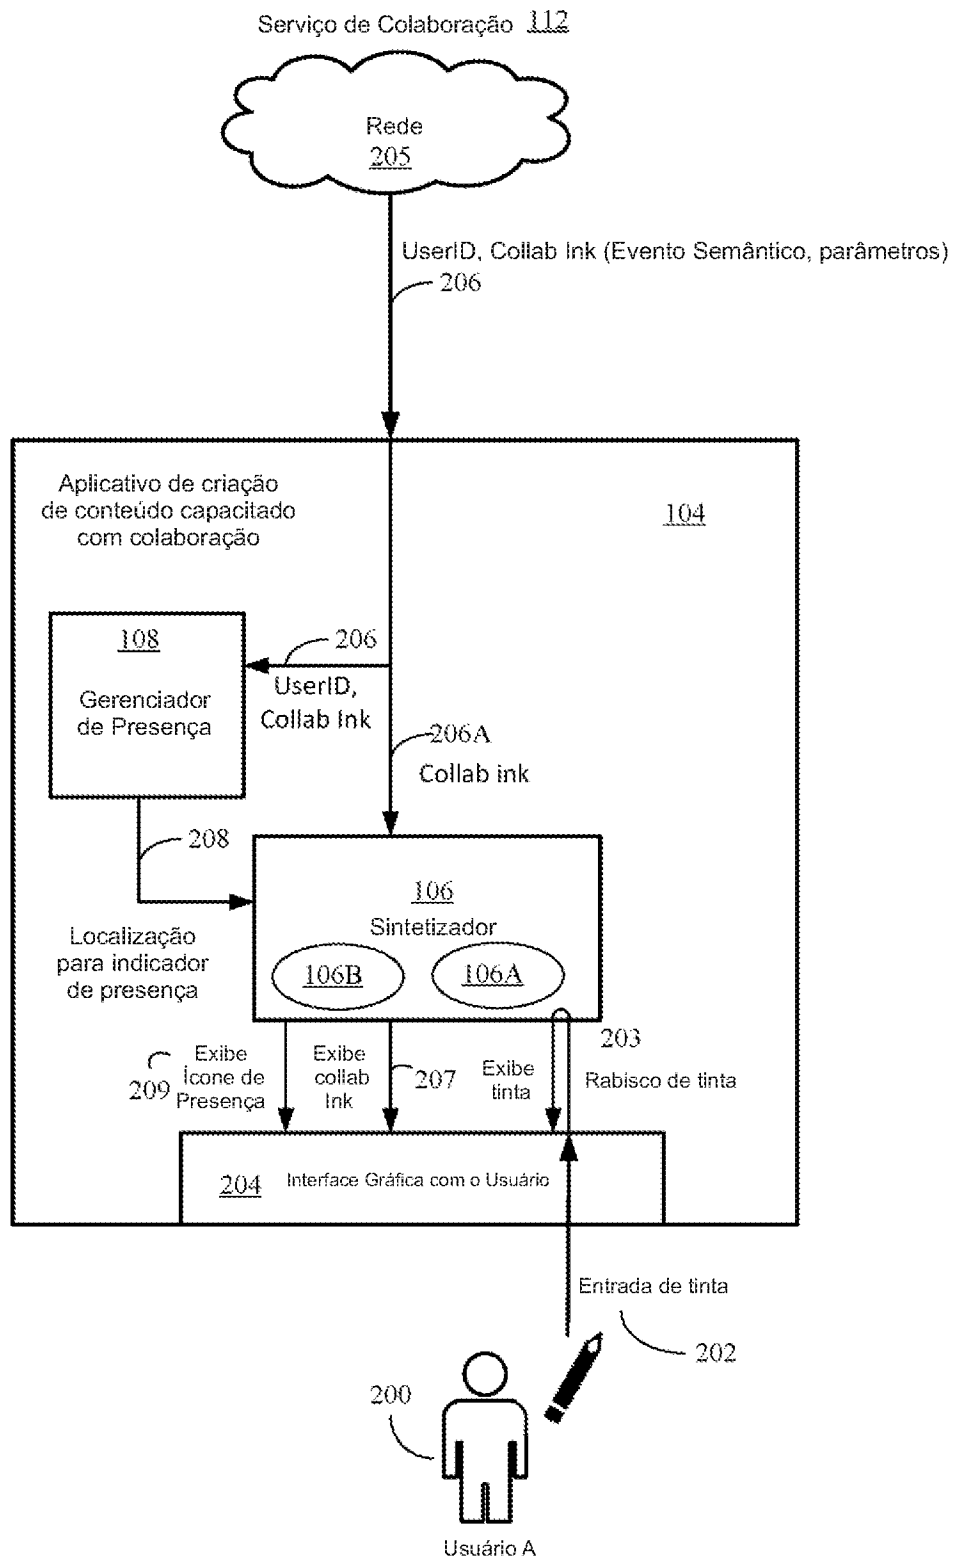 Serviço de Colaboração 112
Rede
205
UserID, Collab Ink (Evento Semântico, parâmetros)
206
Aplicativo de criação
de conteúdo capacitado
com colaboração
104
108
Gerenciador
de Presença
206
UserID,
Collab Ink
206A
Collab ink
208
Localização
para indicador
de presença
106
Sintetizador
106B
106A
209
Exibe
Ícone de
Presença
Exibe
collab
Ink
207
Exibe
tinta
203
Rabisco de tinta
204 Interface Gráfica com o Usuário
Entrada de tinta
202
200
Usuário A